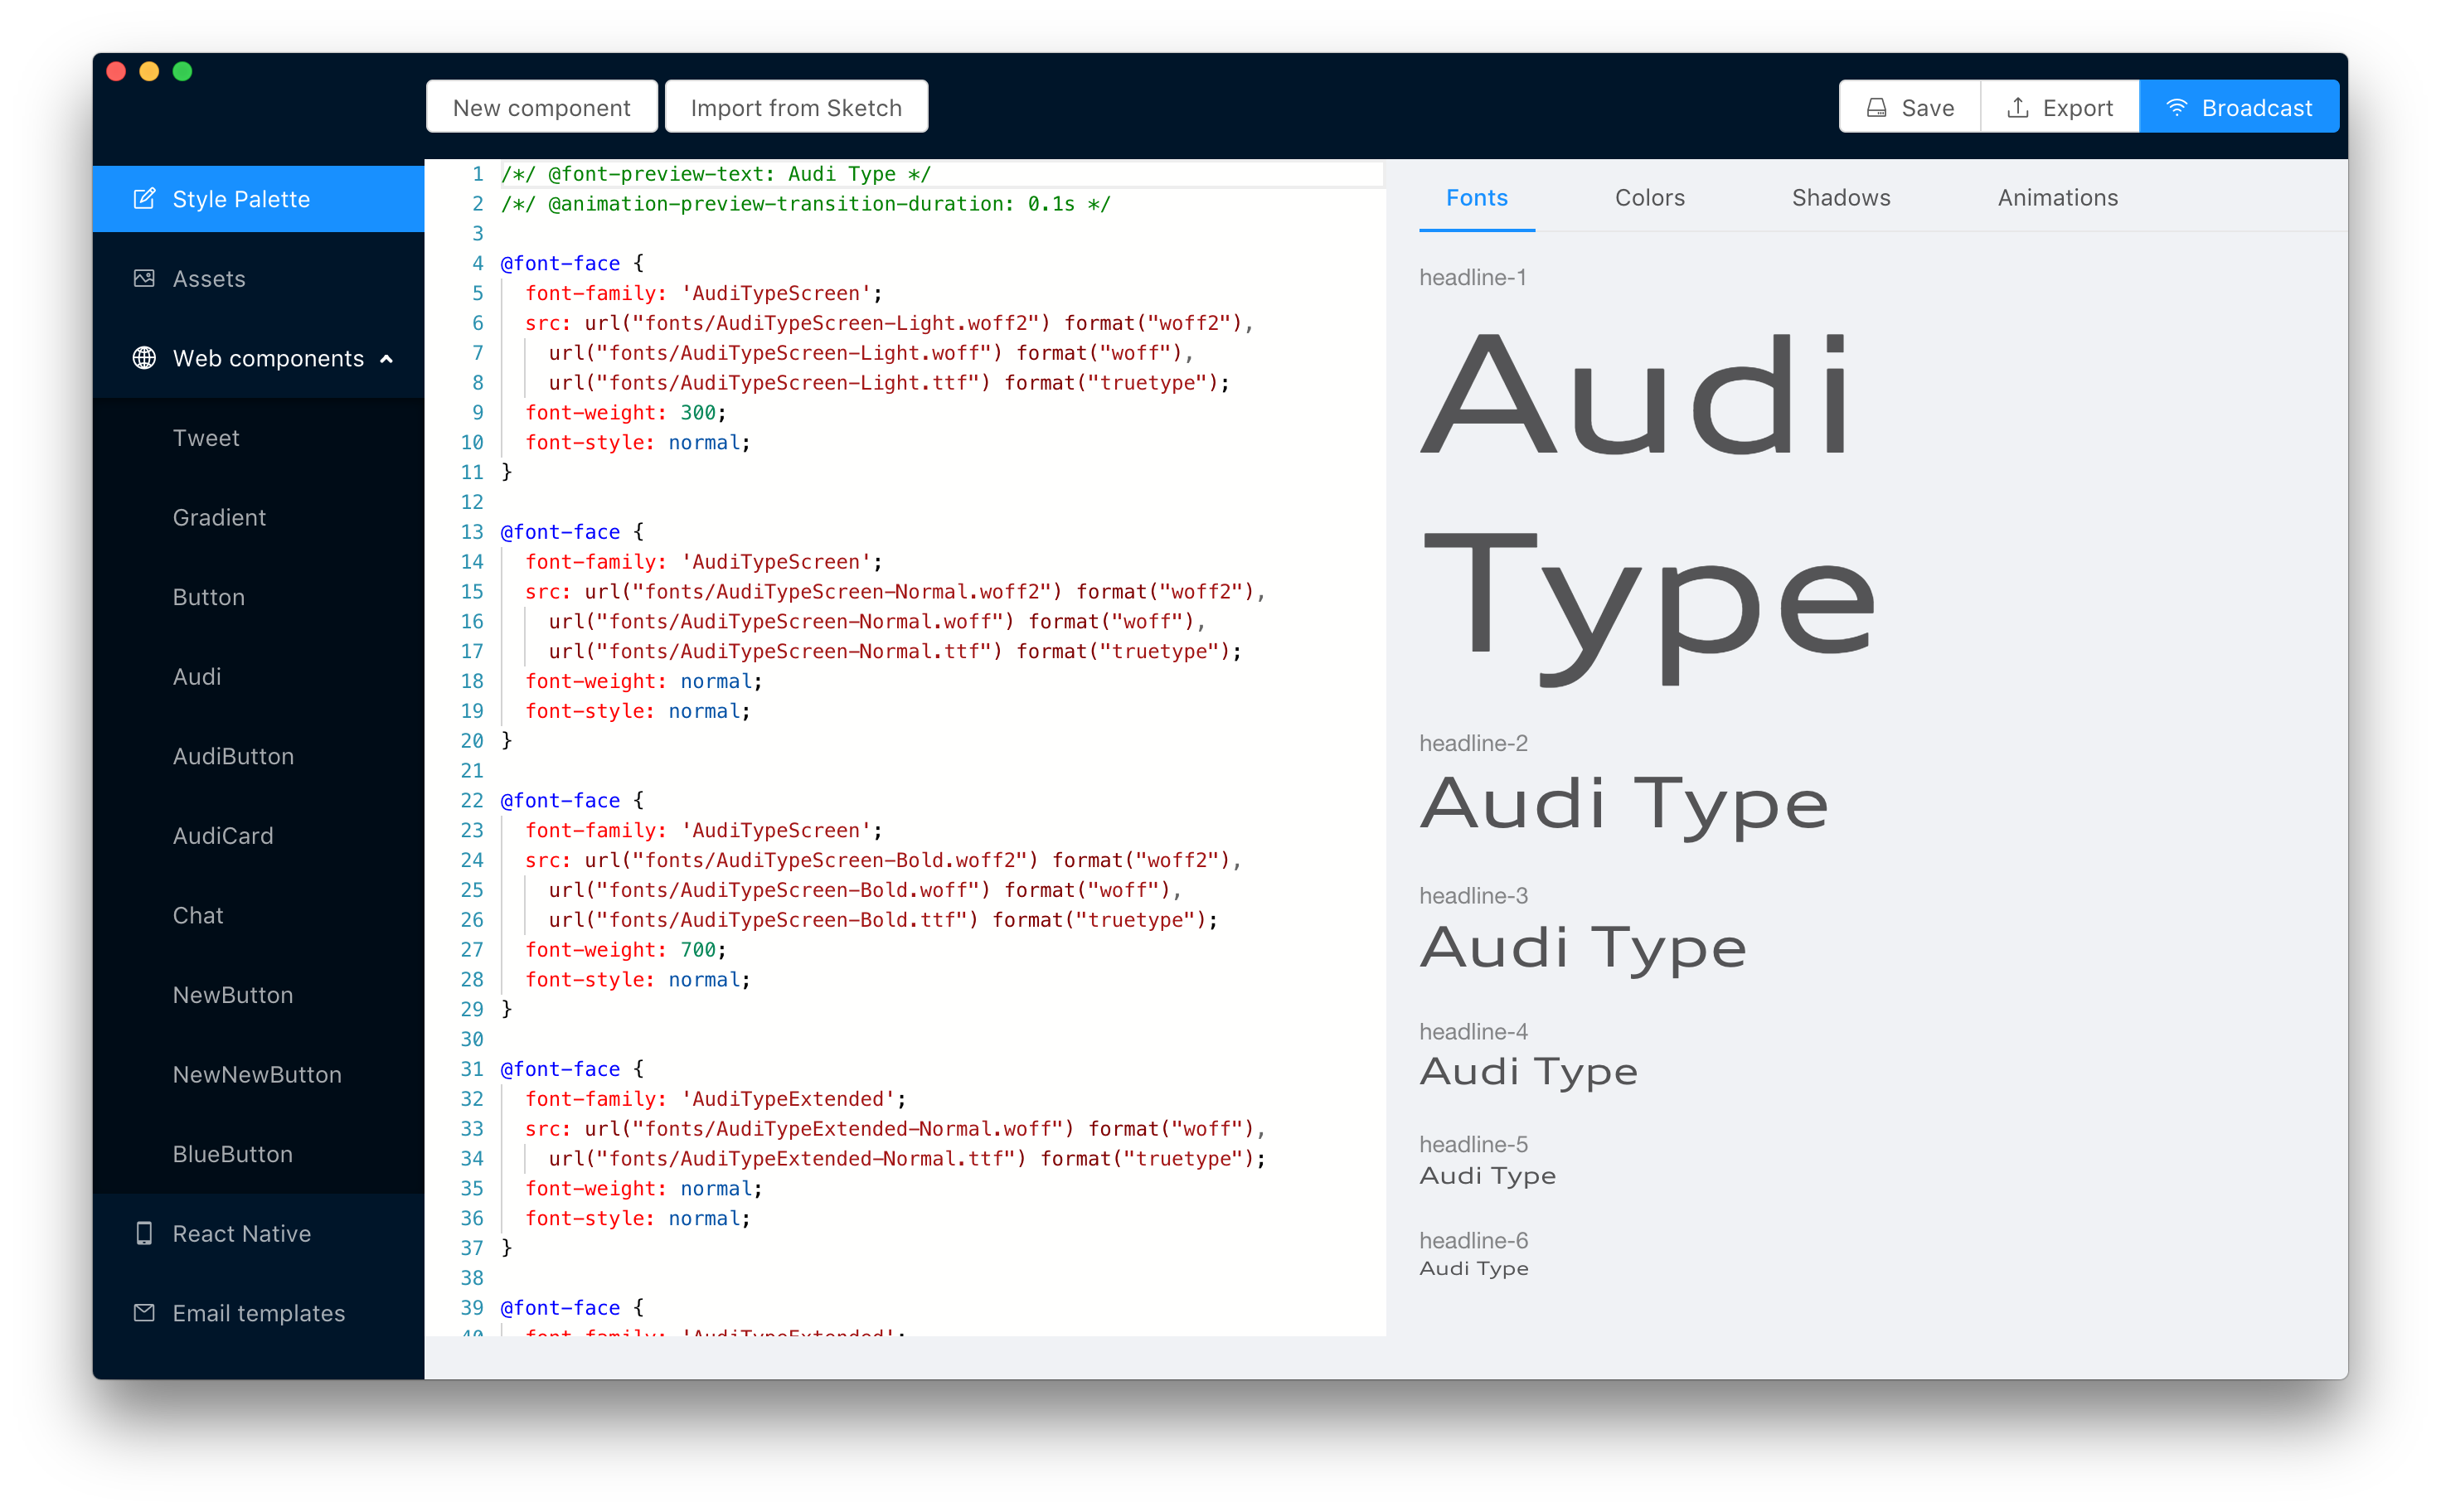 New component
Import from Sketch
Save
Export
Broadcast
Style Palette
Assets
Web components
Tweet
Gradient
Button
Audi
AudiButton
AudiCard
Chat
NewButton
NewNewButton
BlueButton
React Native
Email templates
1 /*/ @font-preview-text: Audi Type */
2 /*/ @animation-preview-transition-duration: 0.1s */
3
4 @font-face {
5 font-family: 'AudiTypeScreen';
6 src: url("fonts/AudiTypeScreen-Light.woff2") format("woff2"),
7 url("fonts/AudiTypeScreen-Light.woff") format("woff"),
8 url("fonts/AudiTypeScreen-Light.ttf") format("truetype");
9 font-weight: 300;
10 font-style: normal;
11 }
12
13 @font-face {
14 font-family: 'AudiTypeScreen';
15 src: url("fonts/AudiTypeScreen-Normal.woff2") format("woff2"),
16 url("fonts/AudiTypeScreen-Normal.woff") format("woff"),
17 url("fonts/AudiTypeScreen-Normal.ttf") format("truetype");
18 font-weight: normal;
19 font-style: normal;
20 }
21
22 @font-face {
23 font-family: 'AudiTypeScreen';
24 src: url("fonts/AudiTypeScreen-Bold.woff2") format("woff2"),
25 url("fonts/AudiTypeScreen-Bold.woff") format("woff"),
26 url("fonts/AudiTypeScreen-Bold.ttf") format("truetype");
27 font-weight: 700;
28 font-style: normal;
29 }
30
31 @font-face {
32 font-family: 'AudiTypeExtended';
33 src: url("fonts/AudiTypeExtended-Normal.woff") format("woff"),
34 url("fonts/AudiTypeExtended-Normal.ttf") format("truetype");
35 font-weight: normal;
36 font-style: normal;
37 }
38
39 @font-face {
40 font-family: 'AudiTypeExtended';
Fonts
Colors
Shadows
Animations
headline-1
Audi
Type
headline-2
Audi Type
headline-3
Audi Type
headline-4
Audi Type
headline-5
Audi Type
headline-6
Audi Type